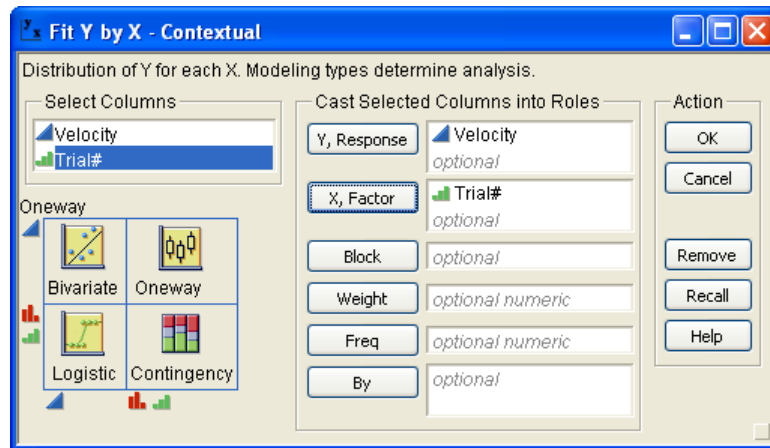 Fit Y by X - Contextual
Distribution of Y for each X. Modeling types determine analysis.
Select Columns
Velocity
Trial#
Oneway
Bivariate Oneway
Logistic Contingency
Cast Selected Columns into Roles
Y, Response Velocity
optional
X, Factor Trial#
optional
Block optional
Weight optional numeric
Freq optional numeric
By optional
Action
OK
Cancel
Remove
Recall
Help